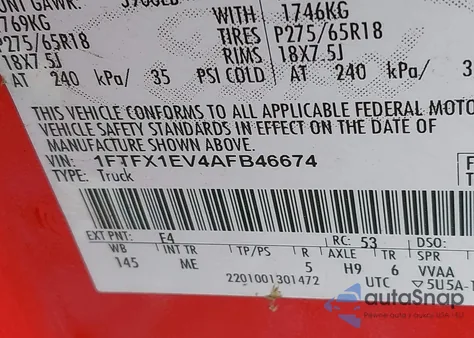 WITH 1746KG
769KG TIRES P275/65R18
P275/65R18 RIMS 18X7.5J
18X7.5J AT 240 kPa/ 3
AT 240 kPa/ 35 PSI COLD
THIS VEHICLE CONFORMS TO ALL APPLICABLE FEDERAL MOTO
VEHICLE SAFETY STANDARDS IN EFFECT ON THE DATE OF
MANUFACTURE SHOWN ABOVE.
VIN: 1FTFX1EV4AFB46674
TYPE: Truck
EXT PNT: F4 RC: 53 DSO:
WB INT TR TP/PS R AXLE TR SPR
145 ME 5 H9 6 VVAA
2201001301472 UTC ▽5U5A-1
autoSnap